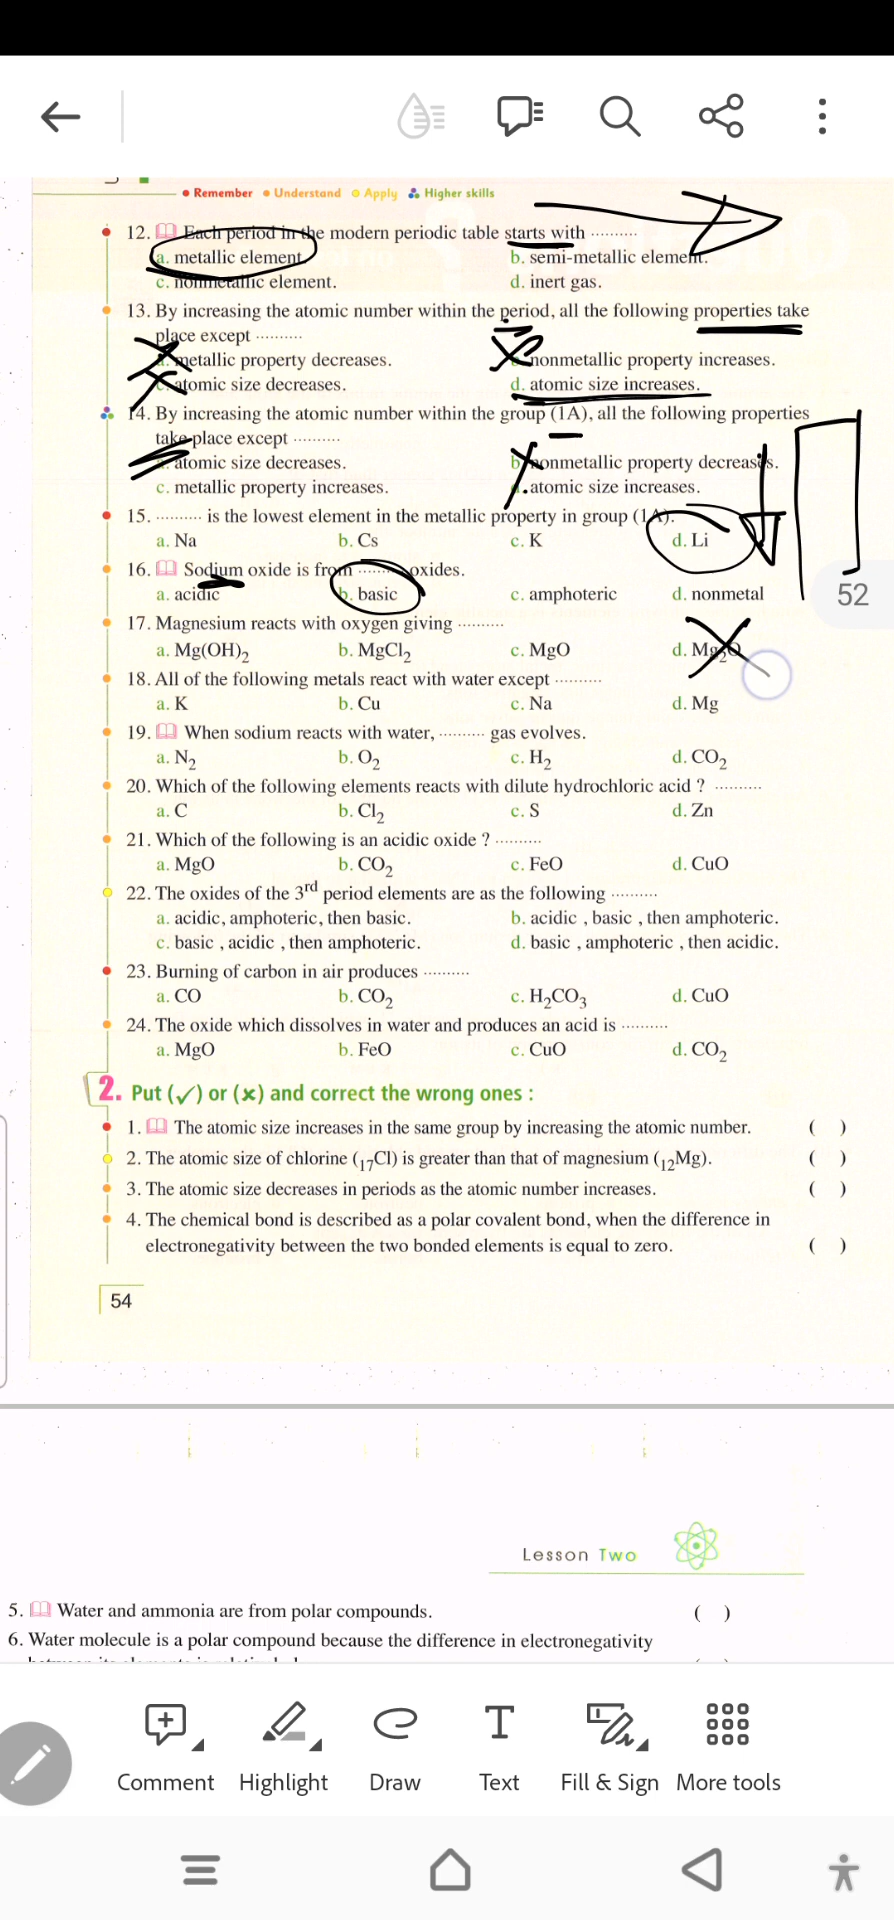 Remember Understand Apply Higher skills
12. Each period in the modern periodic table starts with ..........
a. metallic element.
b. semi-metallic element.
c. nonmetallic element.
d. inert gas.
13. By increasing the atomic number within the period, all the following properties take
place except ..........
a. metallic property decreases.
nonmetallic property increases.
c. atomic size decreases.
d. atomic size increases.
14. By increasing the atomic number within the group (1A), all the following properties
take place except ..........
atomic size decreases.
b. nonmetallic property decreases.
c. metallic property increases.
atomic size increases.
15. .......... is the lowest element in the metallic property in group (1A).
a. Na b. Cs c. K d. Li
16. Sodium oxide is from .......... oxides.
a. acidic b. basic c. amphoteric d. nonmetal
52
17. Magnesium reacts with oxygen giving ..........
a. Mg(OH)₂ b. MgCl₂ c. MgO d. Mg₂O
18. All of the following metals react with water except ..........
a. K b. Cu c. Na d. Mg
19. When sodium reacts with water, .......... gas evolves.
a. N₂ b. O₂ c. H₂ d. CO₂
20. Which of the following elements reacts with dilute hydrochloric acid ? ..........
a. C b. Cl₂ c. S d. Zn
21. Which of the following is an acidic oxide ? ..........
a. MgO b. CO₂ c. FeO d. CuO
22. The oxides of the 3rd period elements are as the following ..........
a. acidic, amphoteric, then basic. b. acidic , basic , then amphoteric.
c. basic , acidic , then amphoteric. d. basic , amphoteric , then acidic.
23. Burning of carbon in air produces ..........
a. CO b. CO₂ c. H₂CO₃ d. CuO
24. The oxide which dissolves in water and produces an acid is ..........
a. MgO b. FeO c. CuO d. CO₂
2. Put (✓) or (x) and correct the wrong ones :
1. The atomic size increases in the same group by increasing the atomic number. ( )
2. The atomic size of chlorine (₁₇Cl) is greater than that of magnesium (₁₂Mg). ( )
3. The atomic size decreases in periods as the atomic number increases. ( )
4. The chemical bond is described as a polar covalent bond, when the difference in
electronegativity between the two bonded elements is equal to zero. ( )
54
Lesson Two
5. Water and ammonia are from polar compounds. ( )
6. Water molecule is a polar compound because the difference in electronegativity
Comment Highlight Draw Text Fill & Sign More tools